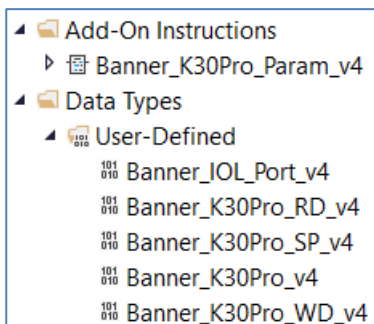 Add-On Instructions
Banner_K30Pro_Param_v4
Data Types
User-Defined
Banner_IOL_Port_v4
Banner_K30Pro_RD_v4
Banner_K30Pro_SP_v4
Banner_K30Pro_v4
Banner_K30Pro_WD_v4